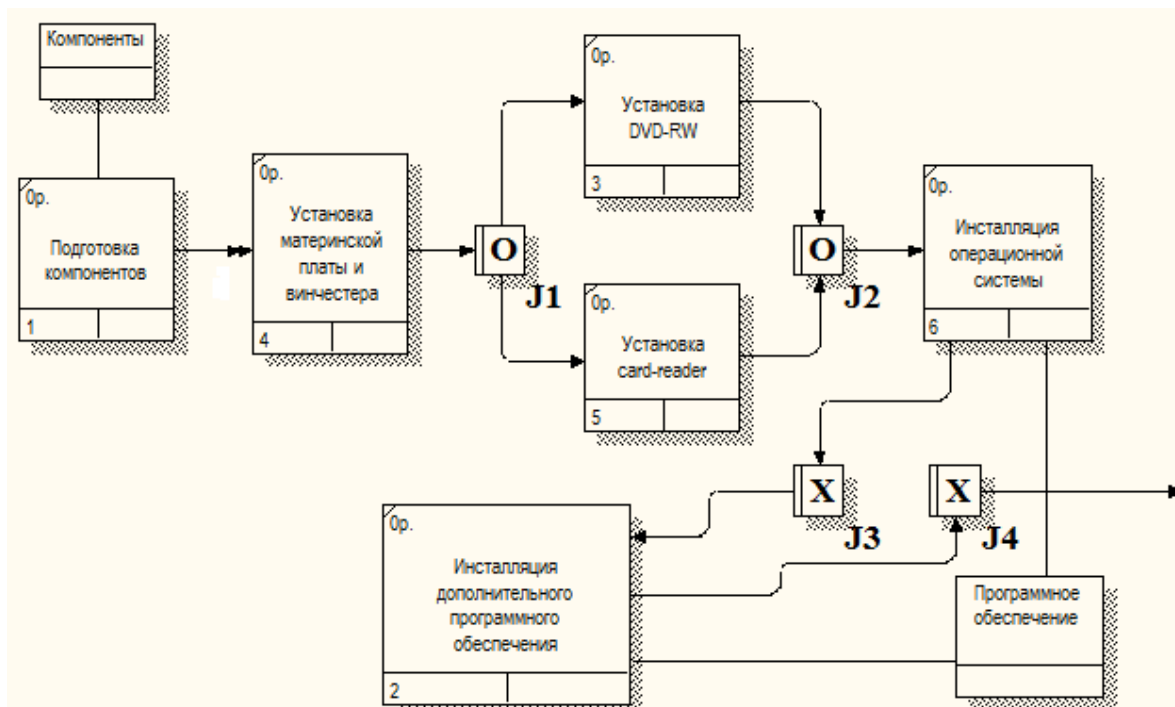 Компоненты
0р.
Подготовка
компонентов
1
0р.
Установка
материнской
платы и
винчестера
4
O
J1
0р.
Установка
DVD-RW
3
0р.
Установка
card-reader
5
O
J2
0р.
Инсталляция
операционной
системы
6
X
J3
X
J4
0р.
Инсталляция
дополнительного
программного
обеспечения
2
Программное
обеспечение